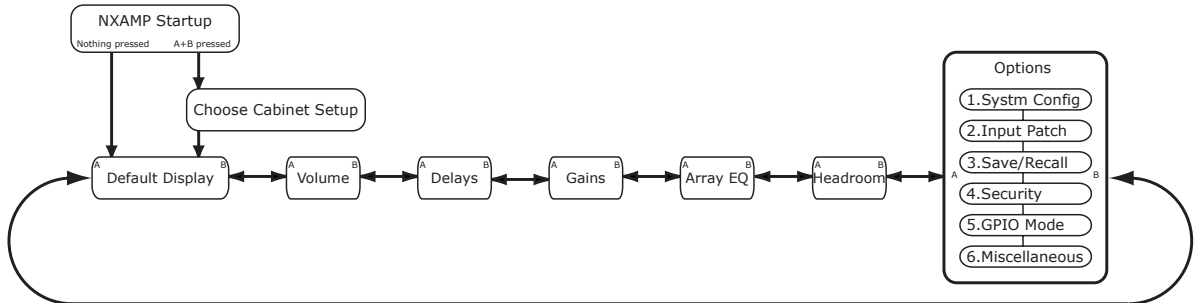 NXAMP Startup
Nothing pressed A+B pressed
Choose Cabinet Setup
A Default Display B
A Volume B
A Delays B
A Gains B
A Array EQ B
A Headroom B
Options
1.Systm Config
2.Input Patch
3.Save/Recall
A B
4.Security
5.GPIO Mode
6.Miscellaneous